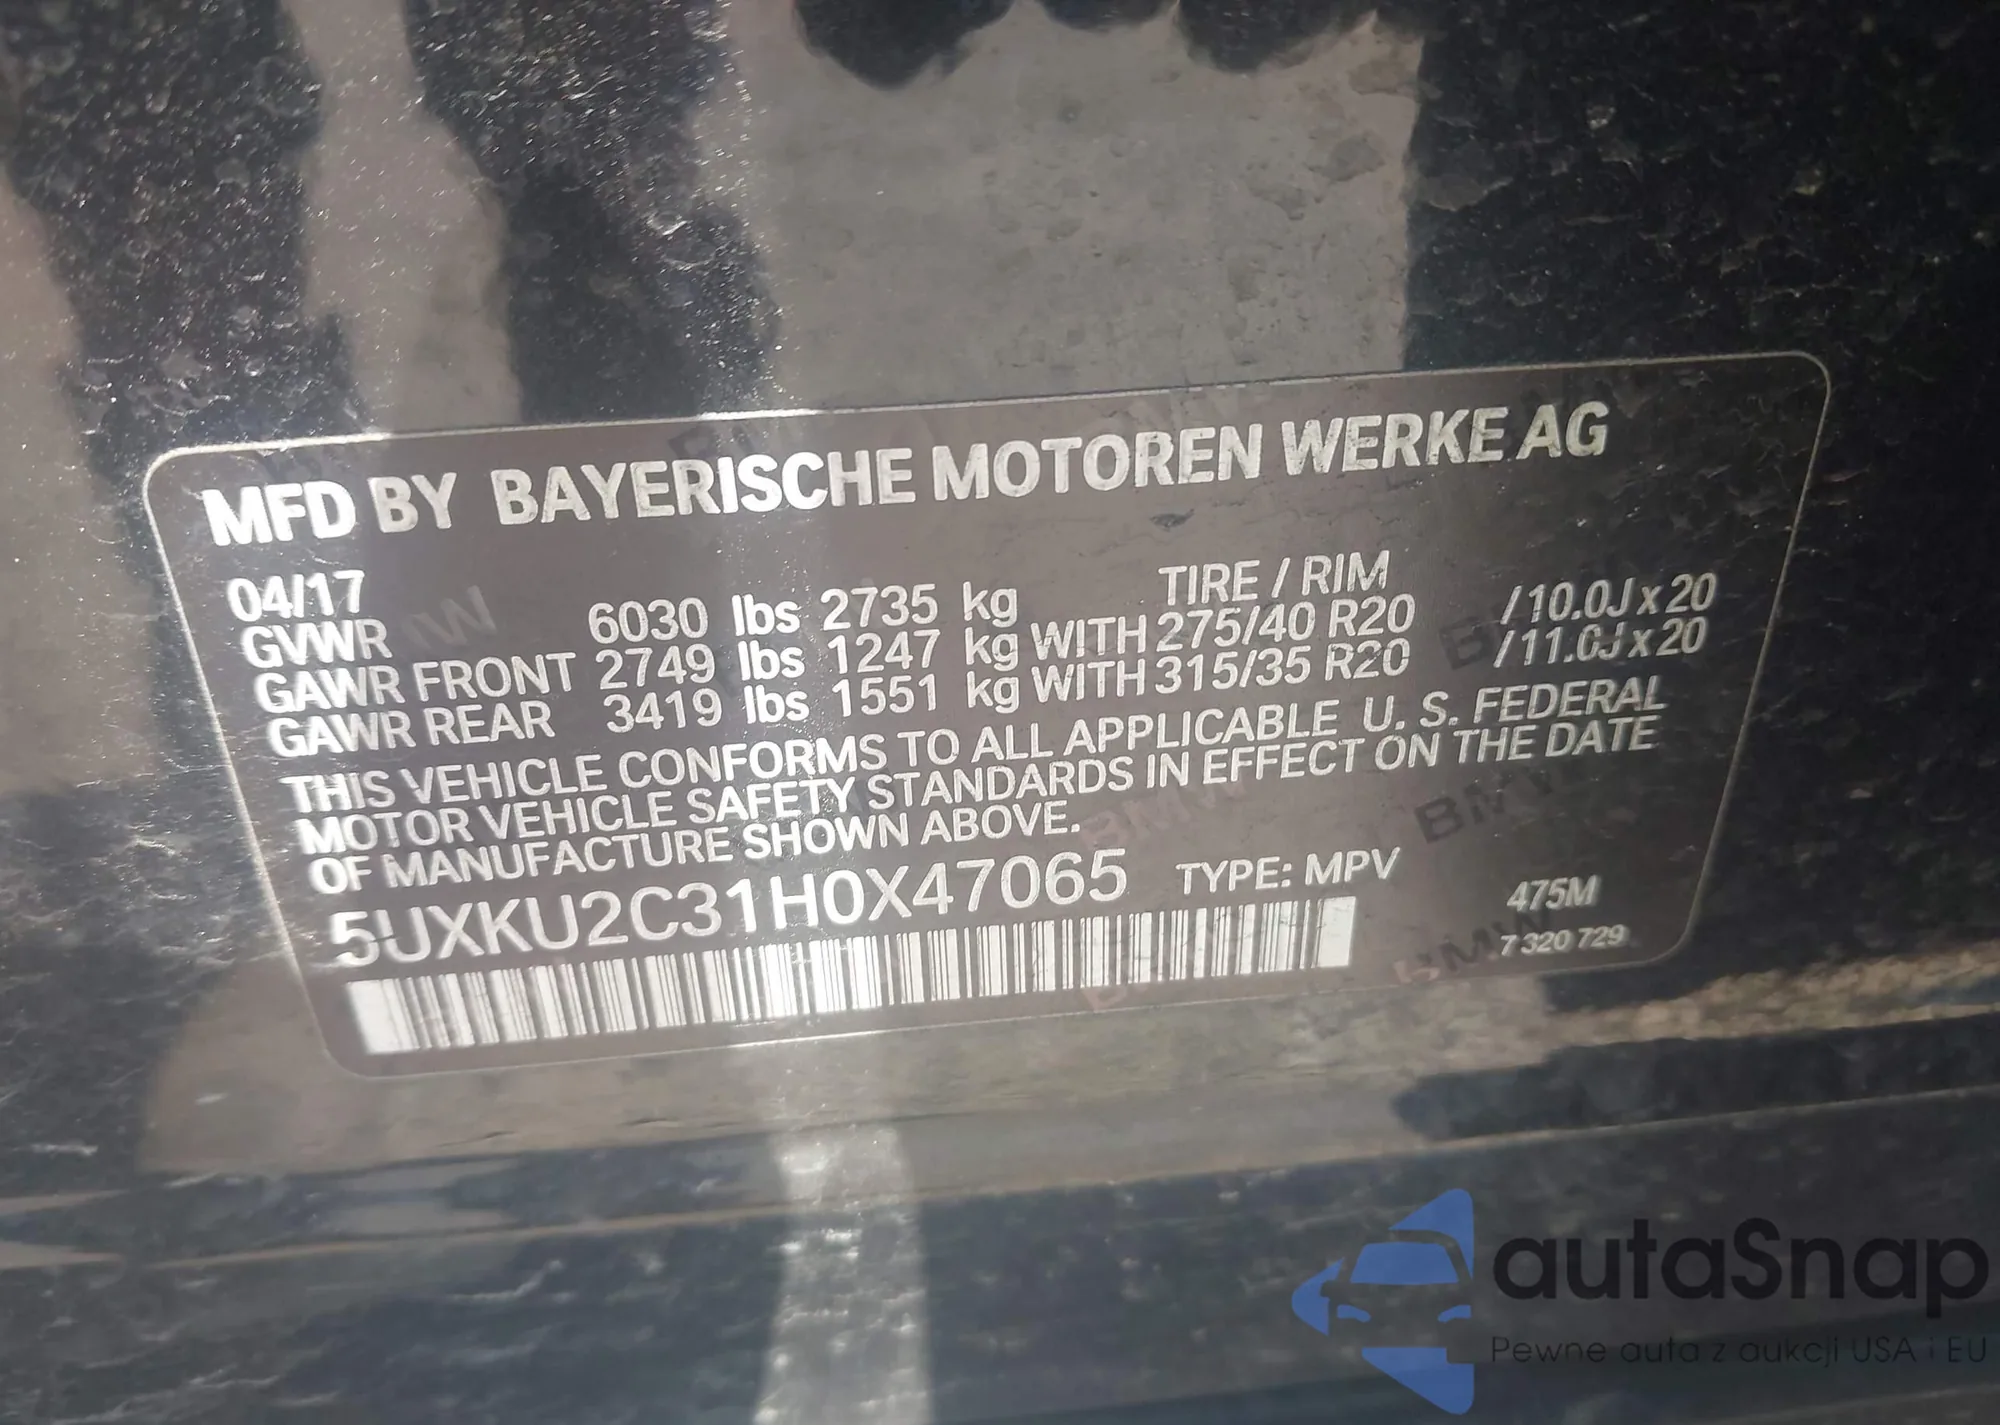 MFD BY BAYERISCHE MOTOREN WERKE AG
04/17 TIRE / RIM
GVWR 6030 lbs 2735 kg
GAWR FRONT 2749 lbs 1247 kg WITH 275/40 R20 /10.0J x 20
GAWR REAR 3419 lbs 1551 kg WITH 315/35 R20 /11.0J x 20
THIS VEHICLE CONFORMS TO ALL APPLICABLE U. S. FEDERAL
MOTOR VEHICLE SAFETY STANDARDS IN EFFECT ON THE DATE
OF MANUFACTURE SHOWN ABOVE.
5UXKU2C31H0X47065 TYPE: MPV
475M
7 320 729
autaSnap
Pewne auta z aukcji USA i EU